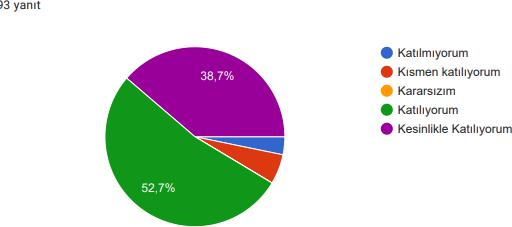 93 yanıt
38,7%
52,7%
Katılmıyorum
Kısmen katılıyorum
Kararsızım
Katılıyorum
Kesinlikle Katılıyorum